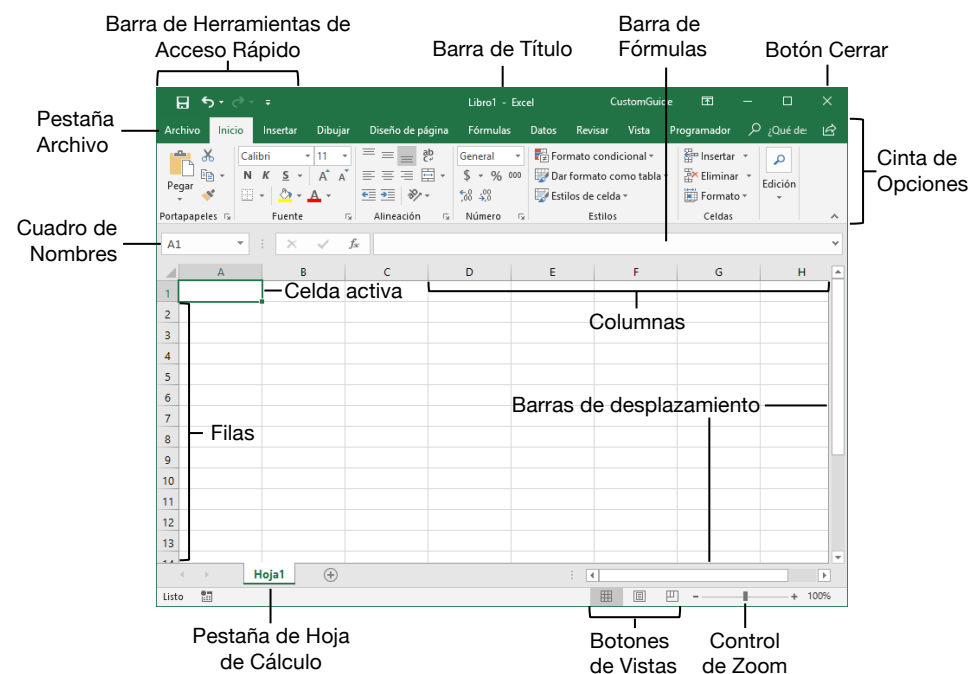 Barra de Herramientas de
Acceso Rápido
Barra de Título
Barra de
Fórmulas
Botón Cerrar
Libro1 - Excel
CustomGuide
Pestaña
Archivo
Archivo Inicio Insertar Dibujar Diseño de página Fórmulas Datos Revisar Vista Programador ¿Qué de:
Cinta de
Opciones
Pegar
Calibri 11
N K S
A A
A
ab
c
General
$ % 000
Formato condicional
Dar formato como tabla
Estilos de celda
Insertar
Eliminar
Formato
Edición
Portapapeles Fuente Alineación Número Estilos Celdas
Cuadro de
Nombres
A1
fx
A B C D E F G H
1
Celda activa
2
Columnas
3
4
5
6
Barras de desplazamiento
7
8
Filas
9
10
11
12
13
14
Hoja1
Listo
100%
Pestaña de Hoja
de Cálculo
Botones
de Vistas
Control
de Zoom